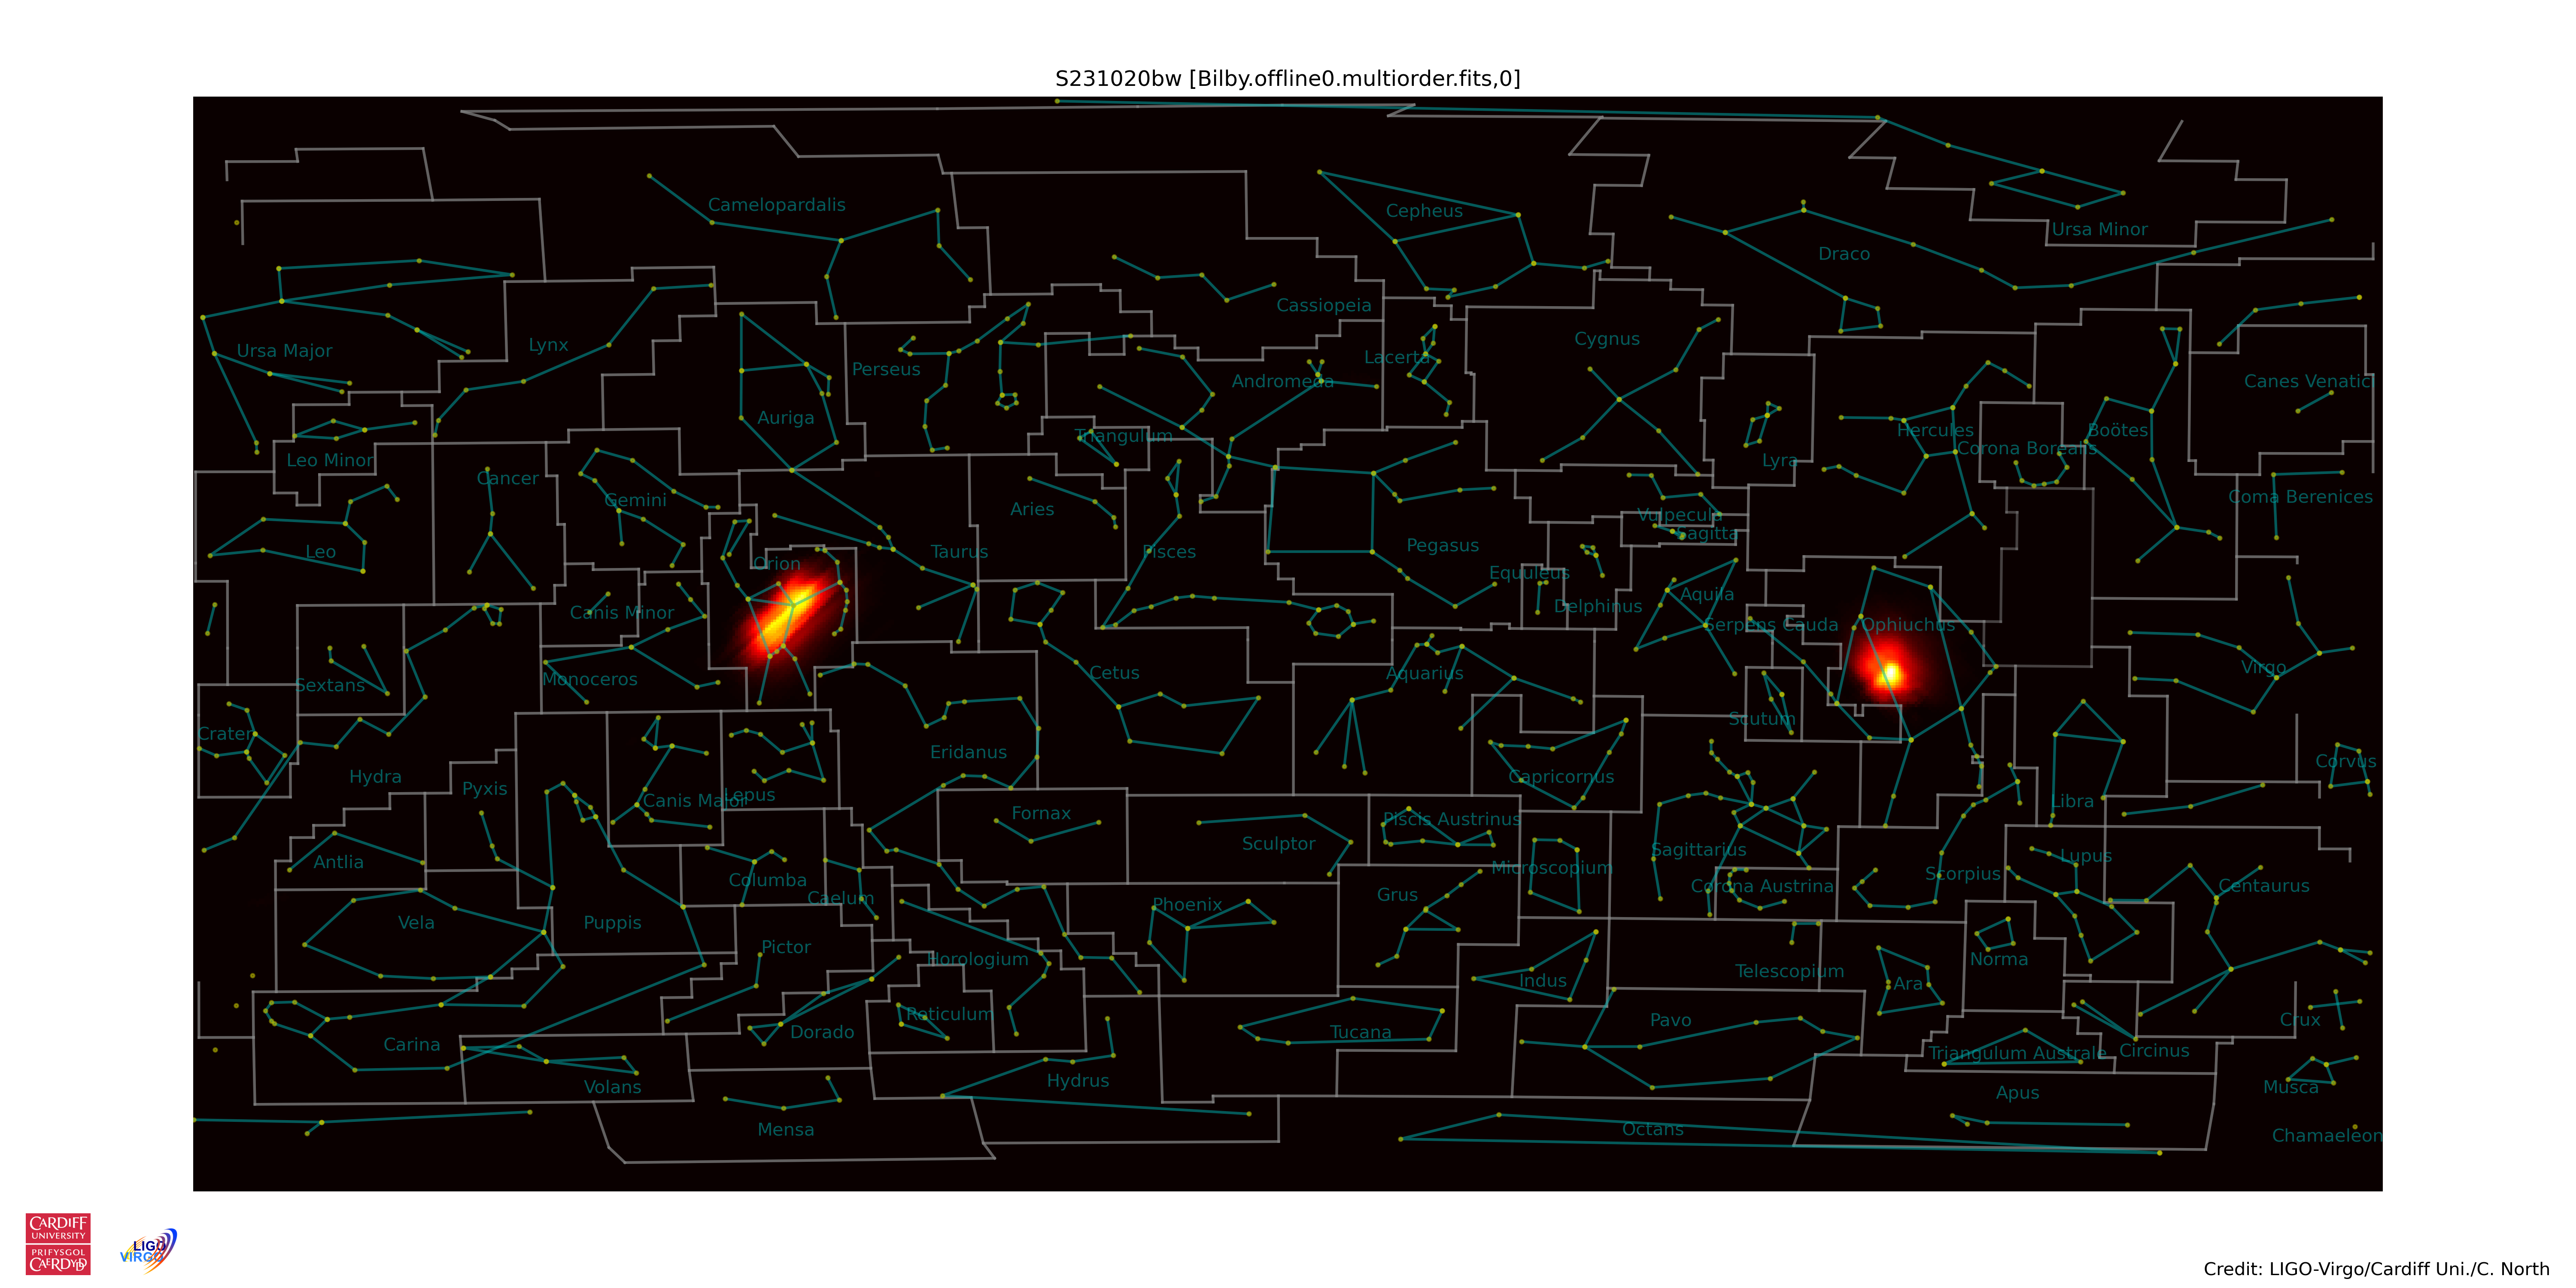 S231020bw [Bilby.offline0.multiorder.fits,0]
Camelopardalis
Cepheus
Ursa Minor
Draco
Cassiopeia
Ursa Major
Lynx
Perseus
Cygnus
Lacerta
Andromeda
Canes Venatici
Auriga
Triangulum
Hercules
Boötes
Corona Borealis
Leo Minor
Lyra
Cancer
Gemini
Coma Berenices
Aries
Vulpecula
Sagitta
Leo
Taurus
Pisces
Pegasus
Orion
Equuleus
Aquila
Delphinus
Canis Minor
Serpens Cauda
Ophiuchus
Virgo
Cetus
Aquarius
Monoceros
Sextans
Scutum
Crater
Eridanus
Corvus
Hydra
Capricornus
Pyxis
Lepus
Canis Major
Libra
Fornax
Piscis Austrinus
Sculptor
Sagittarius
Lupus
Antlia
Microscopium
Scorpius
Columba
Corona Austrina
Centaurus
Caelum
Grus
Phoenix
Vela
Puppis
Pictor
Horologium
Norma
Telescopium
Indus
Ara
Reticulum
Pavo
Crux
Dorado
Tucana
Carina
Circinus
Triangulum Australe
Hydrus
Volans
Musca
Apus
Mensa
Octans
Chamaeleon
CARDIFF
UNIVERSITY
PRIFYSGOL
CAERDYDD
LIGO
VIRGO
Credit: LIGO-Virgo/Cardiff Uni./C. North